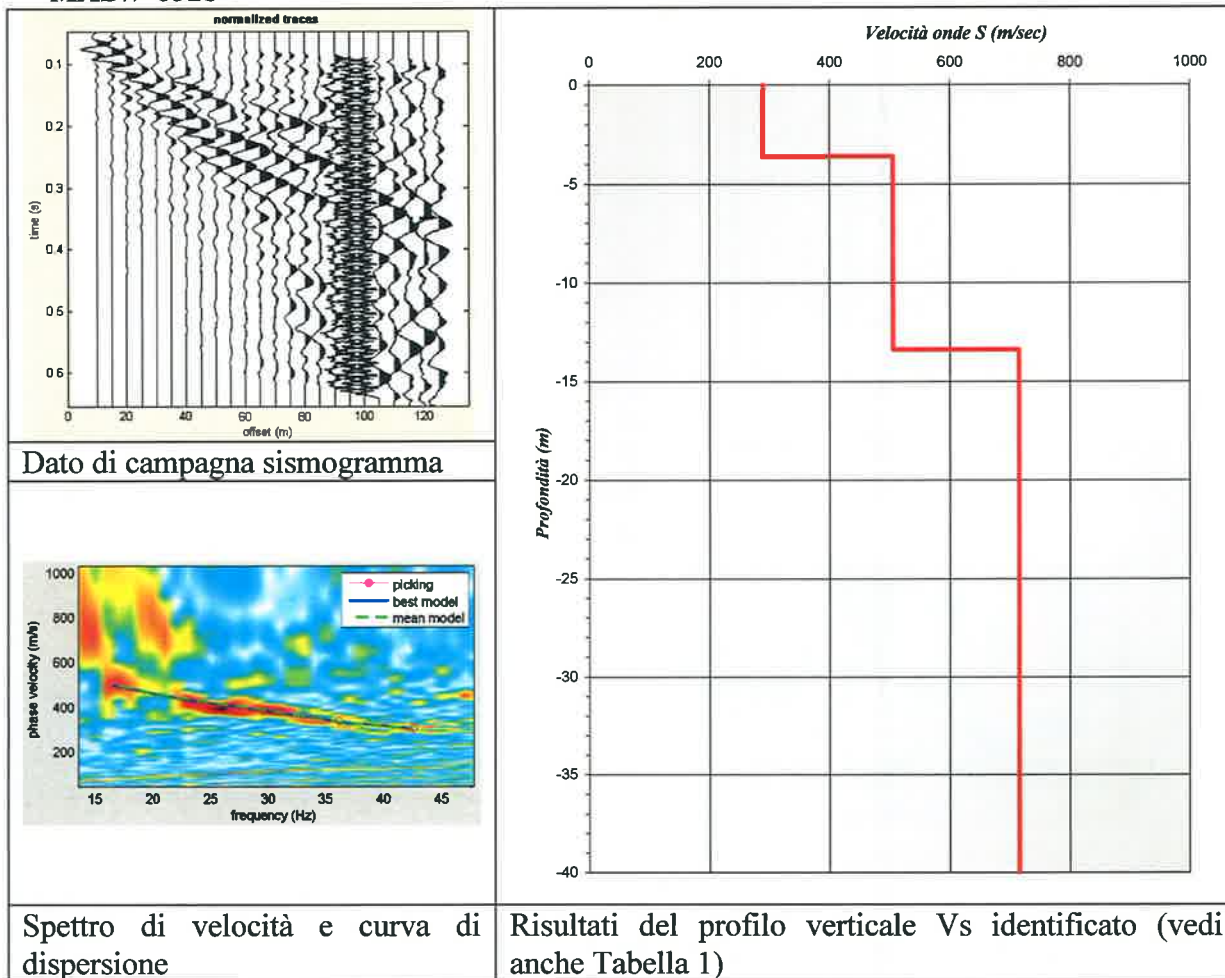 normalized traces
0.1
0.2
0.3
0.4
0.5
0.6
time (s)
0 20 40 60 80 100 120
offset (m)
Dato di campagna sismogramma
1000
800
600
400
200
phase velocity (m/s)
picking
best model
mean model
15 20 25 30 35 40 45
frequency (Hz)
Spettro di velocità e curva di
dispersione
Velocità onde S (m/sec)
0 200 400 600 800 1000
0
-5
-10
-15
-20
-25
-30
-35
-40
Profondità (m)
Risultati del profilo verticale Vs identificato (vedi
anche Tabella 1)